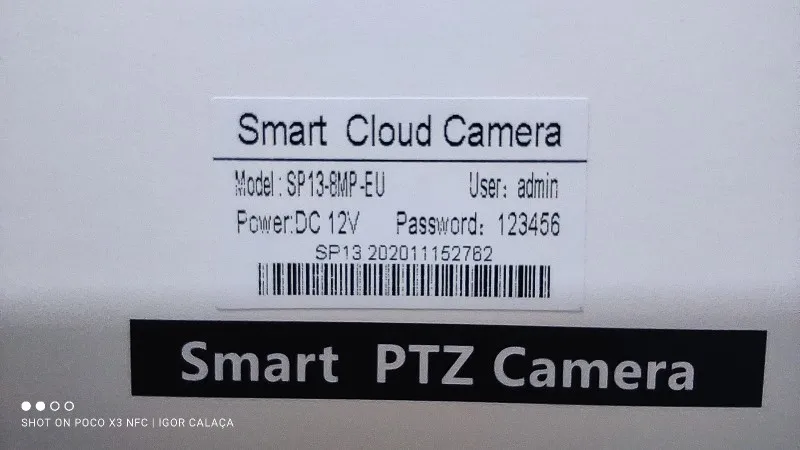 Smart Cloud Camera
Model : SP13-8MP-EU User: admin
Power:DC 12V Password: 123456
SP13 202011152762
Smart PTZ Camera
SHOT ON POCO X3 NFC | IGOR CALAÇA